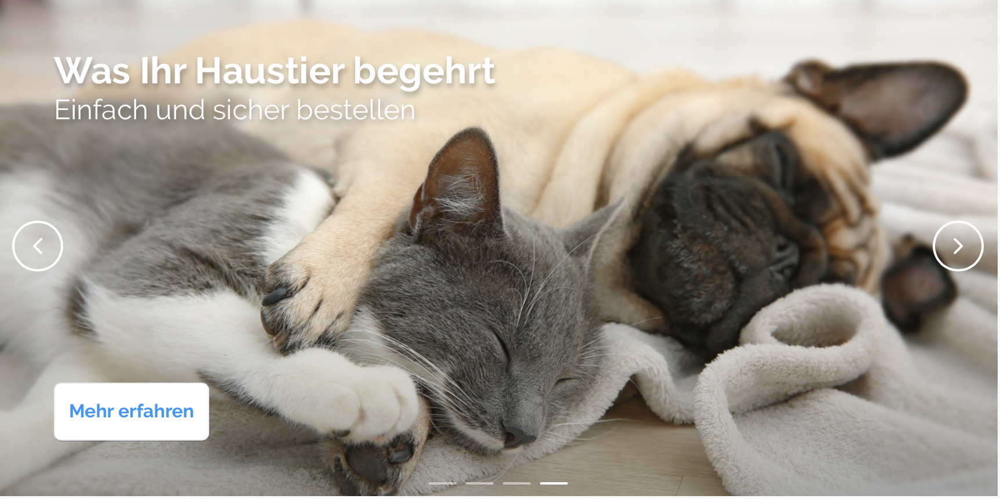 Was Ihr Haustier begehrt
Einfach und sicher bestellen
Mehr erfahren